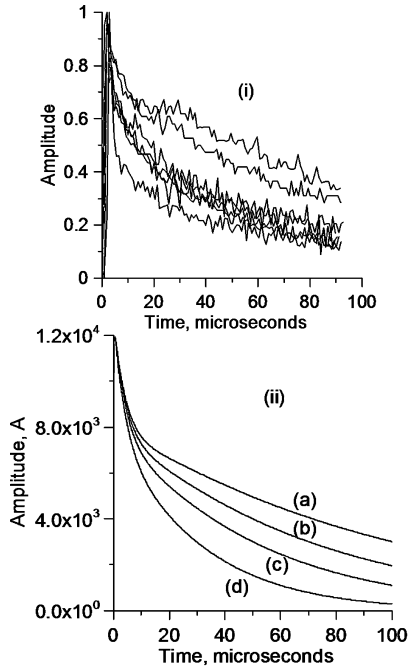 1
(i)
0.8
0.6
Amplitude
0.4
0.2
0
0 20 40 60 80 100
Time, microseconds
1.2x10⁴
(ii)
8.0x10³
Amplitude, A
(a)
4.0x10³
(b)
(c)
(d)
0.0x10⁰
0 20 40 60 80 100
Time, microseconds